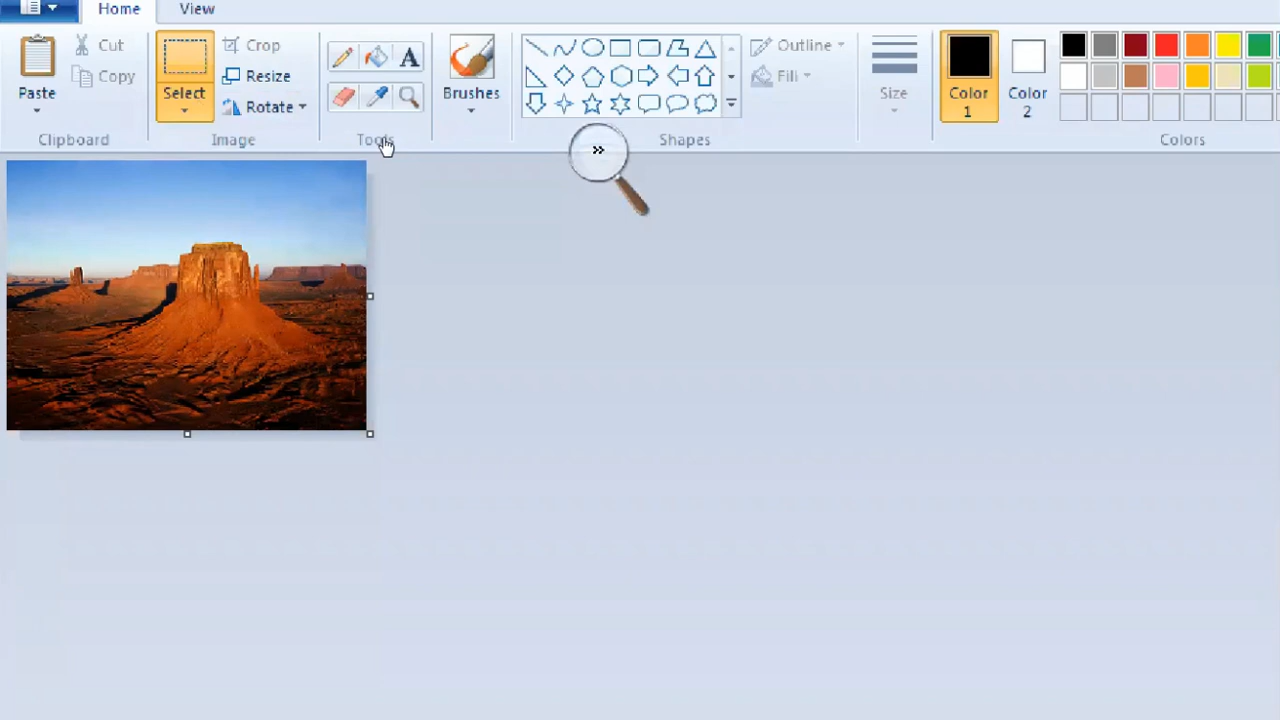 Home View
Cut Crop A Outline
Copy Resize
Paste Select Rotate Brushes Fill Size Color 1 Color 2
Clipboard Image Tools Shapes Colors
»